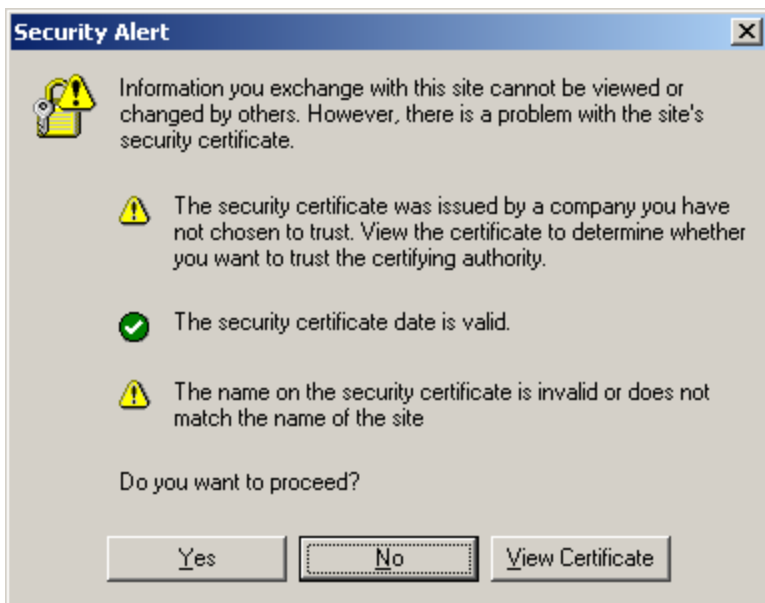 Security Alert
Information you exchange with this site cannot be viewed or
changed by others. However, there is a problem with the site's
security certificate.
The security certificate was issued by a company you have
not chosen to trust. View the certificate to determine whether
you want to trust the certifying authority.
The security certificate date is valid.
The name on the security certificate is invalid or does not
match the name of the site
Do you want to proceed?
Yes No View Certificate